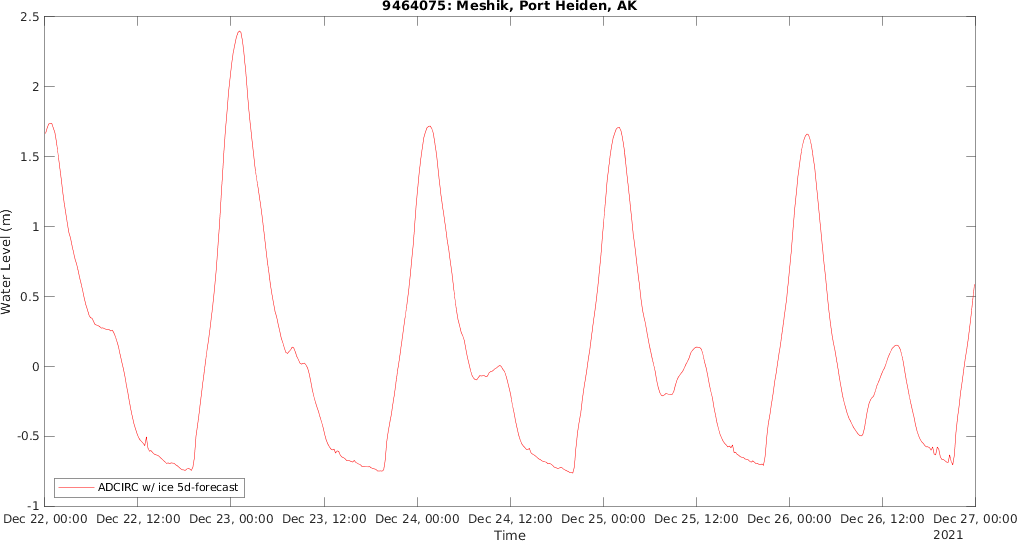 9464075: Meshik, Port Heiden, AK
2.5
2
1.5
1
0.5
0
-0.5
-1
Water Level (m)
ADCIRC w/ ice 5d-forecast
Dec 22, 00:00 Dec 22, 12:00 Dec 23, 00:00 Dec 23, 12:00 Dec 24, 00:00 Dec 24, 12:00 Dec 25, 00:00 Dec 25, 12:00 Dec 26, 00:00 Dec 26, 12:00 Dec 27, 00:00
Time
2021